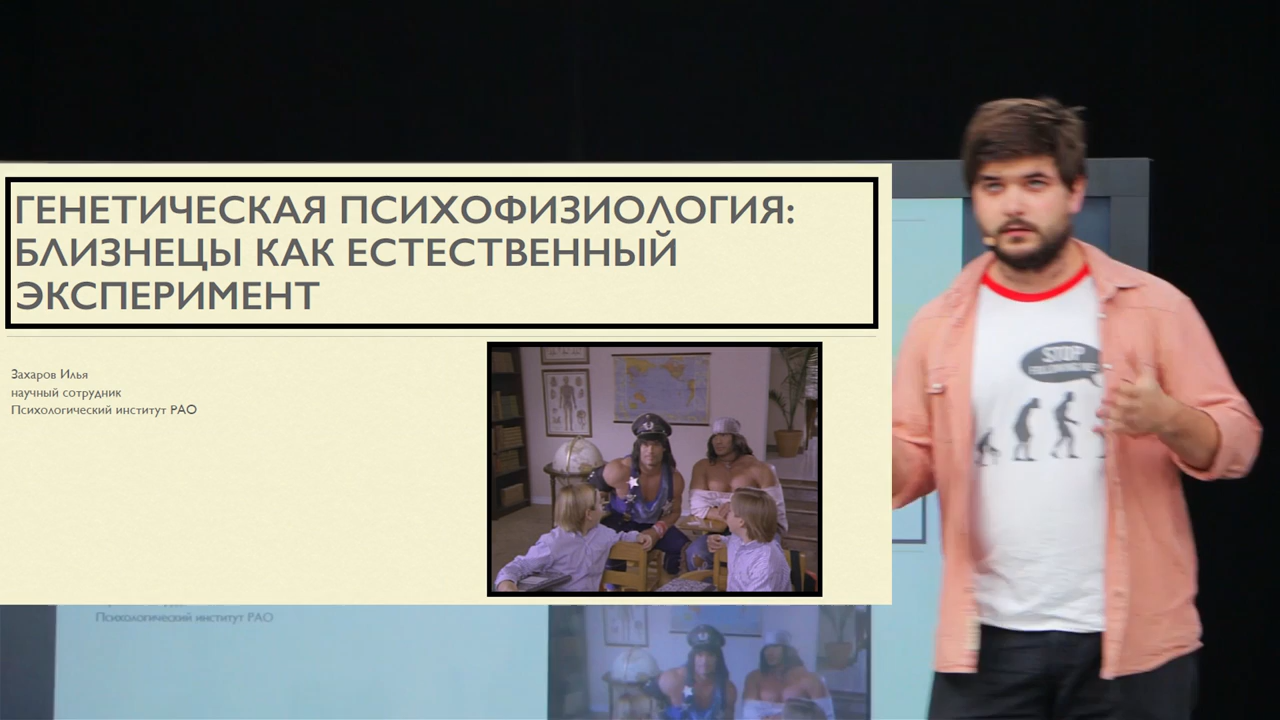 ГЕНЕТИЧЕСКАЯ ПСИХОФИЗИОЛОГИЯ:
БЛИЗНЕЦЫ КАК ЕСТЕСТВЕННЫЙ
ЭКСПЕРИМЕНТ
Захаров Илья
научный сотрудник
Психологический институт РАО
STOP
Психологический институт РАО